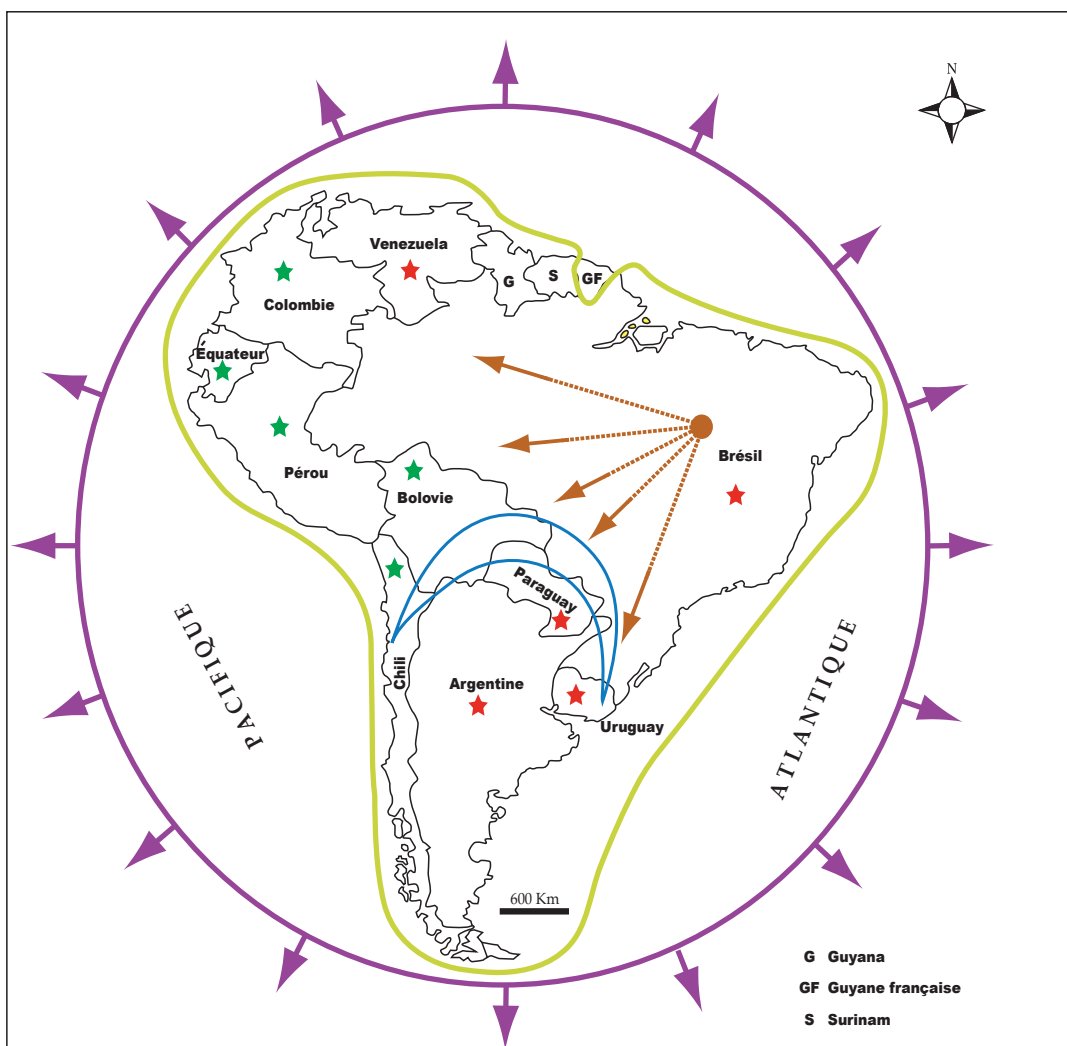 N
Venezuela
G
S
GF
Colombie
Équateur
Brésil
Pérou
Bolovie
Paraguay
PACIFIQUE
Chili
Argentine
Uruguay
ATLANTIQUE
600 Km
G Guyana
GF Guyane française
S Surinam